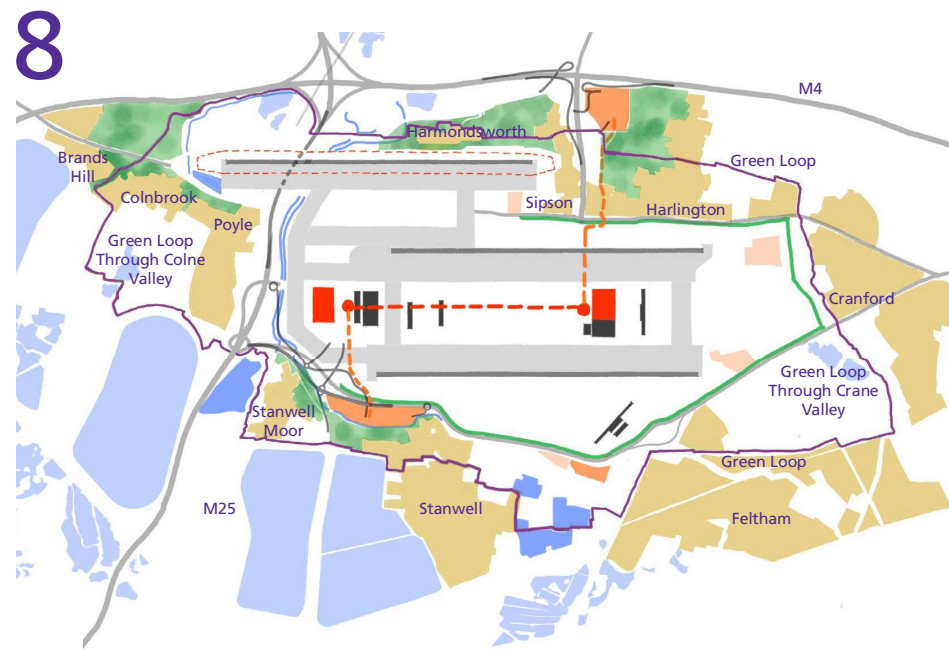 8
M4
Harmondsworth
Brands
Hill
Green Loop
Colnbrook
Sipson
Harlington
Poyle
Green Loop
Through Colne
Valley
Cranford
Green Loop
Through Crane
Valley
Stanwell
Moor
Green Loop
M25
Stanwell
Feltham